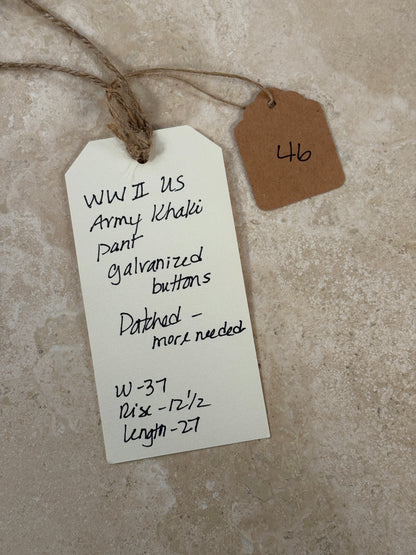 WW II US
Army Khaki
pant
galvanized
buttons
Patched –
more needed
W-37
Rise-12 1/2
Length-27
46